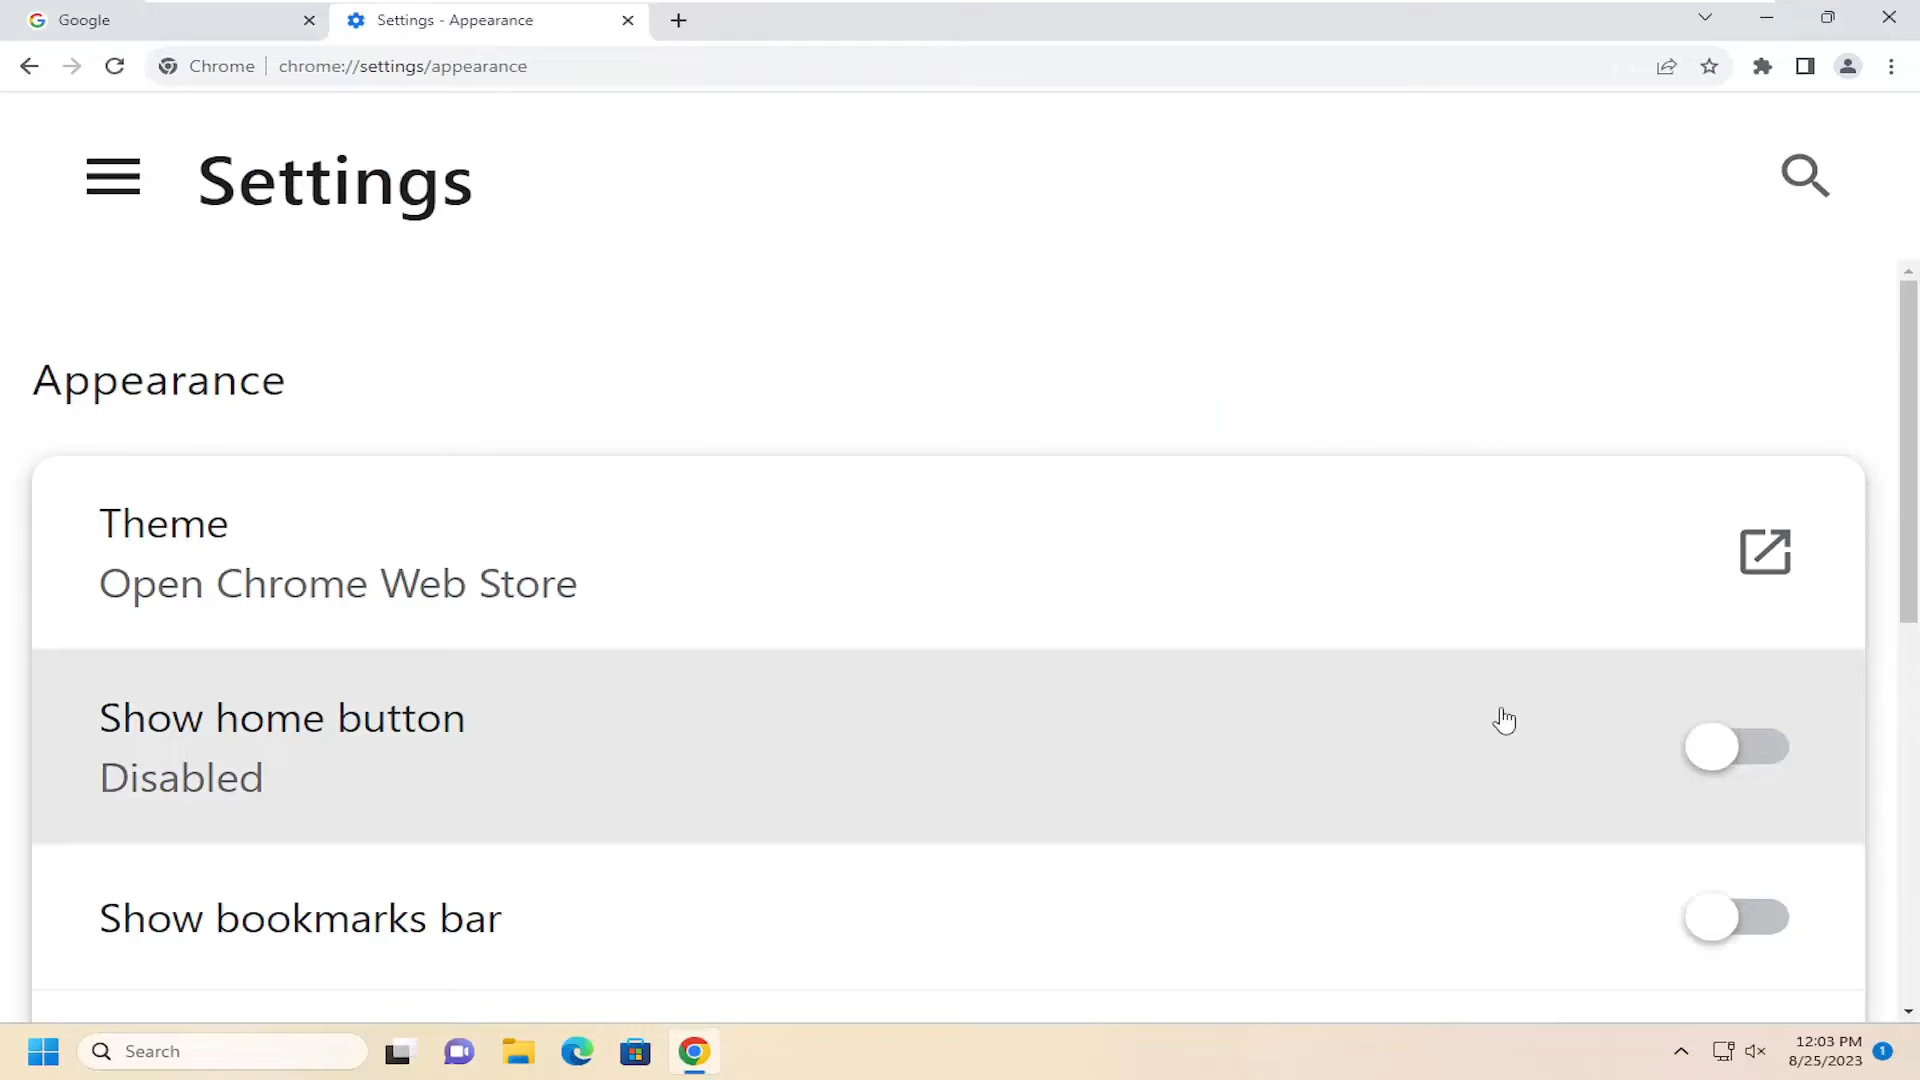 Google
Settings - Appearance
Chrome
chrome://settings/appearance
Settings
Appearance
Theme
Open Chrome Web Store
Show home button
Disabled
Show bookmarks bar
Search
12:03 PM
8/25/2023
1